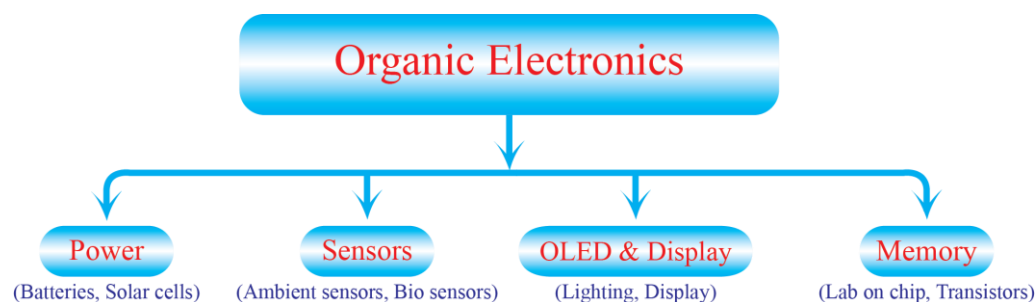 Organic Electronics
Power
Sensors
OLED & Display
Memory
(Batteries, Solar cells)
(Ambient sensors, Bio sensors)
(Lighting, Display)
(Lab on chip, Transistors)